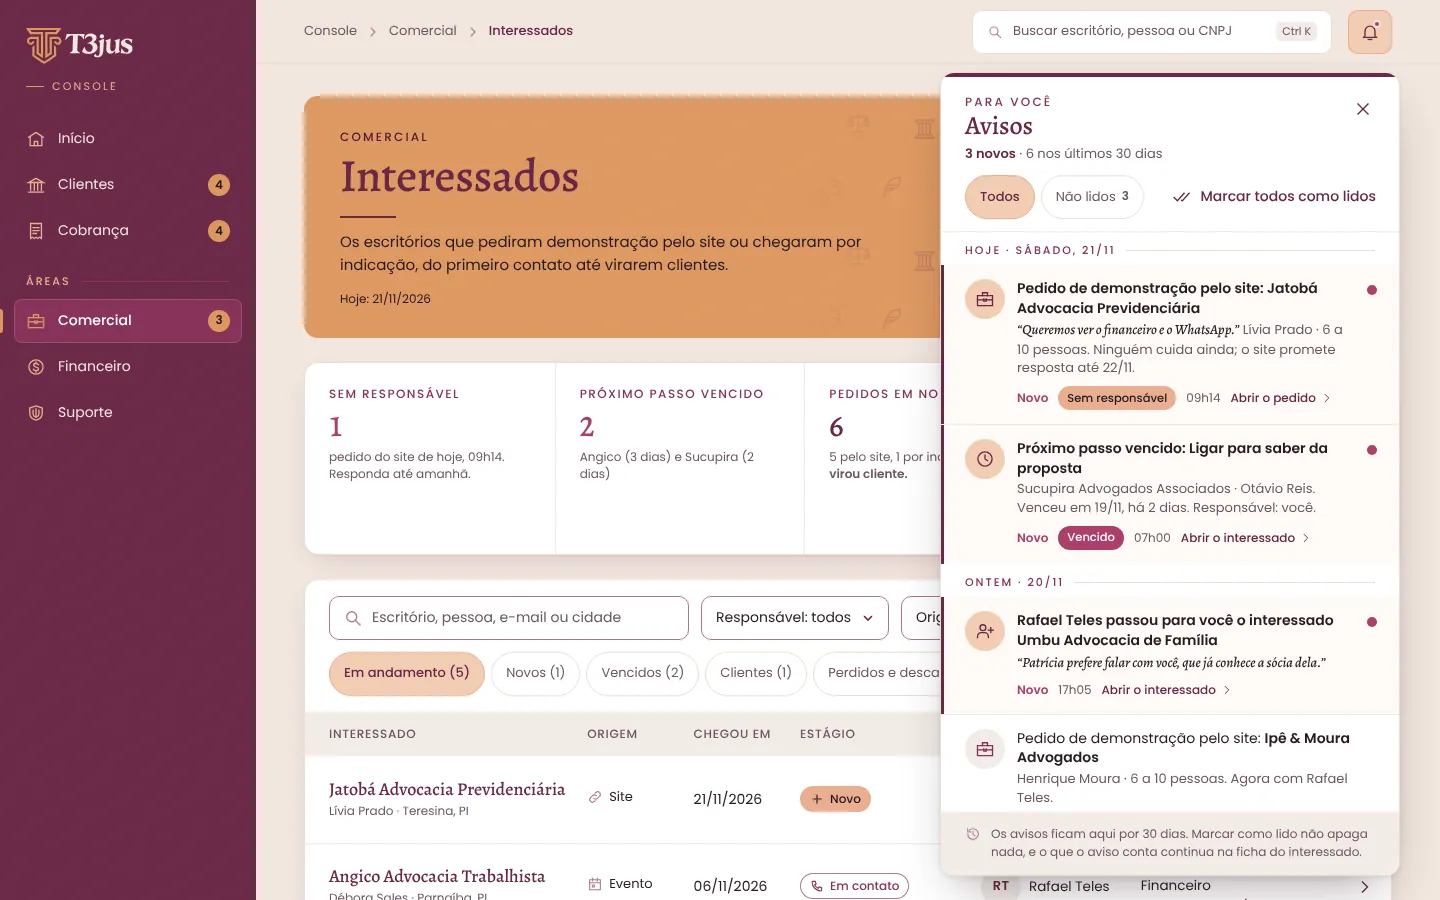 T3jus
CONSOLE
Início
Clientes 4
Cobrança 4
ÁREAS
Comercial 3
Financeiro
Suporte
Console > Comercial > Interessados
Buscar escritório, pessoa ou CNPJ Ctrl K
COMERCIAL
Interessados
Os escritórios que pediram demonstração pelo site ou chegaram por
indicação, do primeiro contato até virarem clientes.
Hoje: 21/11/2026
SEM RESPONSÁVEL
1
pedido do site de hoje, 09h14.
Responda até amanhã.
PRÓXIMO PASSO VENCIDO
2
Angico (3 dias) e Sucupira (2
dias)
PEDIDOS EM NO
6
5 pelo site, 1 por
virou cliente.
Escritório, pessoa, e-mail ou cidade
Responsável: todos
Em andamento (5)
Novos (1)
Vencidos (2)
Clientes (1)
Perdidos e desca
INTERESSADO ORIGEM CHEGOU EM ESTÁGIO
Jatobá Advocacia Previdenciária Site 21/11/2026 Novo
Lívia Prado · Teresina, PI
Angico Advocacia Trabalhista Evento 06/11/2026 Em contato RT Rafael Teles Financeiro
Débora Sales · Parnaíba, PI
PARA VOCÊ
Avisos
3 novos · 6 nos últimos 30 dias
Todos
Não lidos 3
Marcar todos como lidos
HOJE · SÁBADO, 21/11
Pedido de demonstração pelo site: Jatobá
Advocacia Previdenciária
“Queremos ver o financeiro e o WhatsApp.” Lívia Prado · 6 a
10 pessoas. Ninguém cuida ainda; o site promete
resposta até 22/11.
Novo Sem responsável 09h14 Abrir o pedido
Próximo passo vencido: Ligar para saber da
proposta
Sucupira Advogados Associados · Otávio Reis.
Venceu em 19/11, há 2 dias. Responsável: você.
Novo Vencido 07h00 Abrir o interessado
ONTEM · 20/11
Rafael Teles passou para você o interessado
Umbu Advocacia de Família
“Patrícia prefere falar com você, que já conhece a sócia dela.”
Novo 17h05 Abrir o interessado
Pedido de demonstração pelo site: Ipê & Moura
Advogados
Henrique Moura · 6 a 10 pessoas. Agora com Rafael
Teles.
Os avisos ficam aqui por 30 dias. Marcar como lido não apaga
nada, e o que o aviso conta continua na ficha do interessado.